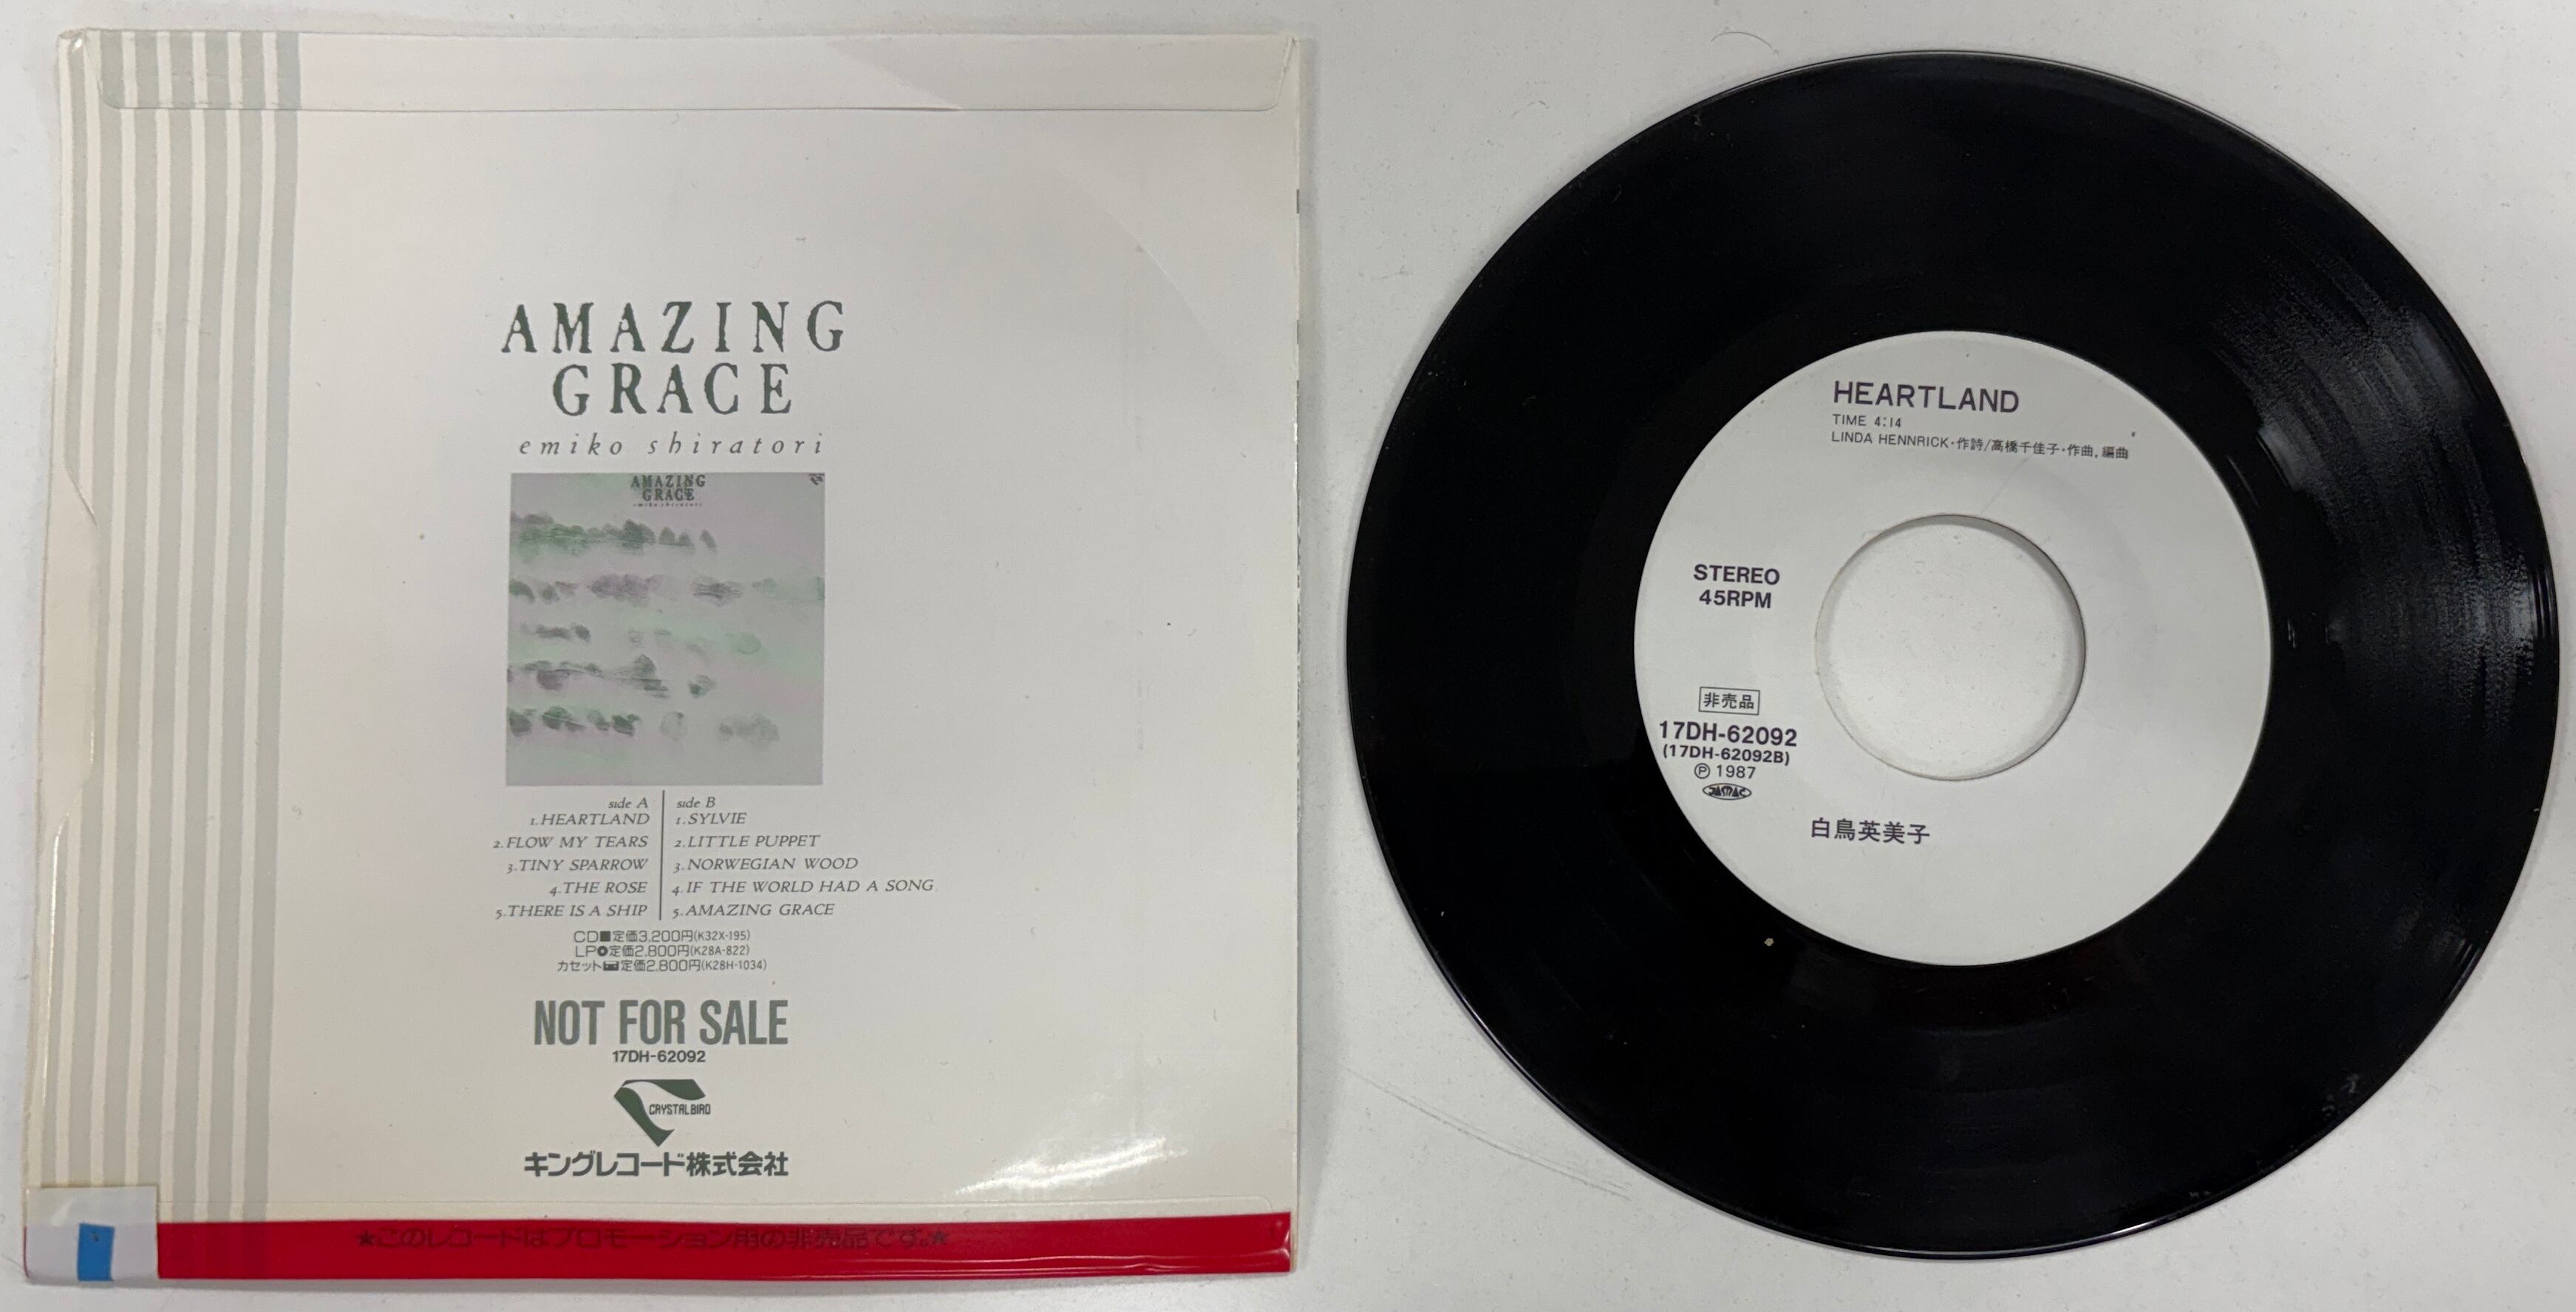 AMAZING
GRACE
emiko shiratori
AMAZING
GRACE
emiko shiratori
side A
1.HEARTLAND
2.FLOW MY TEARS
3.TINY SPARROW
4.THE ROSE
5.THERE IS A SHIP
side B
1.SYLVIE
2.LITTLE PUPPET
3.NORWEGIAN WOOD
4.IF THE WORLD HAD A SONG
5.AMAZING GRACE
CD■定価3,200円(K32X-195)
LP定価2,800円(K28A-822)
カセット定価2,800円(K28H-1034)
NOT FOR SALE
17DH-62092
CRYSTAL BIRD
キングレコード株式会社
★このレコードはプロモーション用の非売品です。★
HEARTLAND
TIME 4:14
LINDA HENNRICK・作詩/高橋千佳子・作曲,編曲
STEREO
45RPM
非売品
17DH-62092
(17DH-62092B)
Ⓟ 1987
JASRAC
白鳥英美子